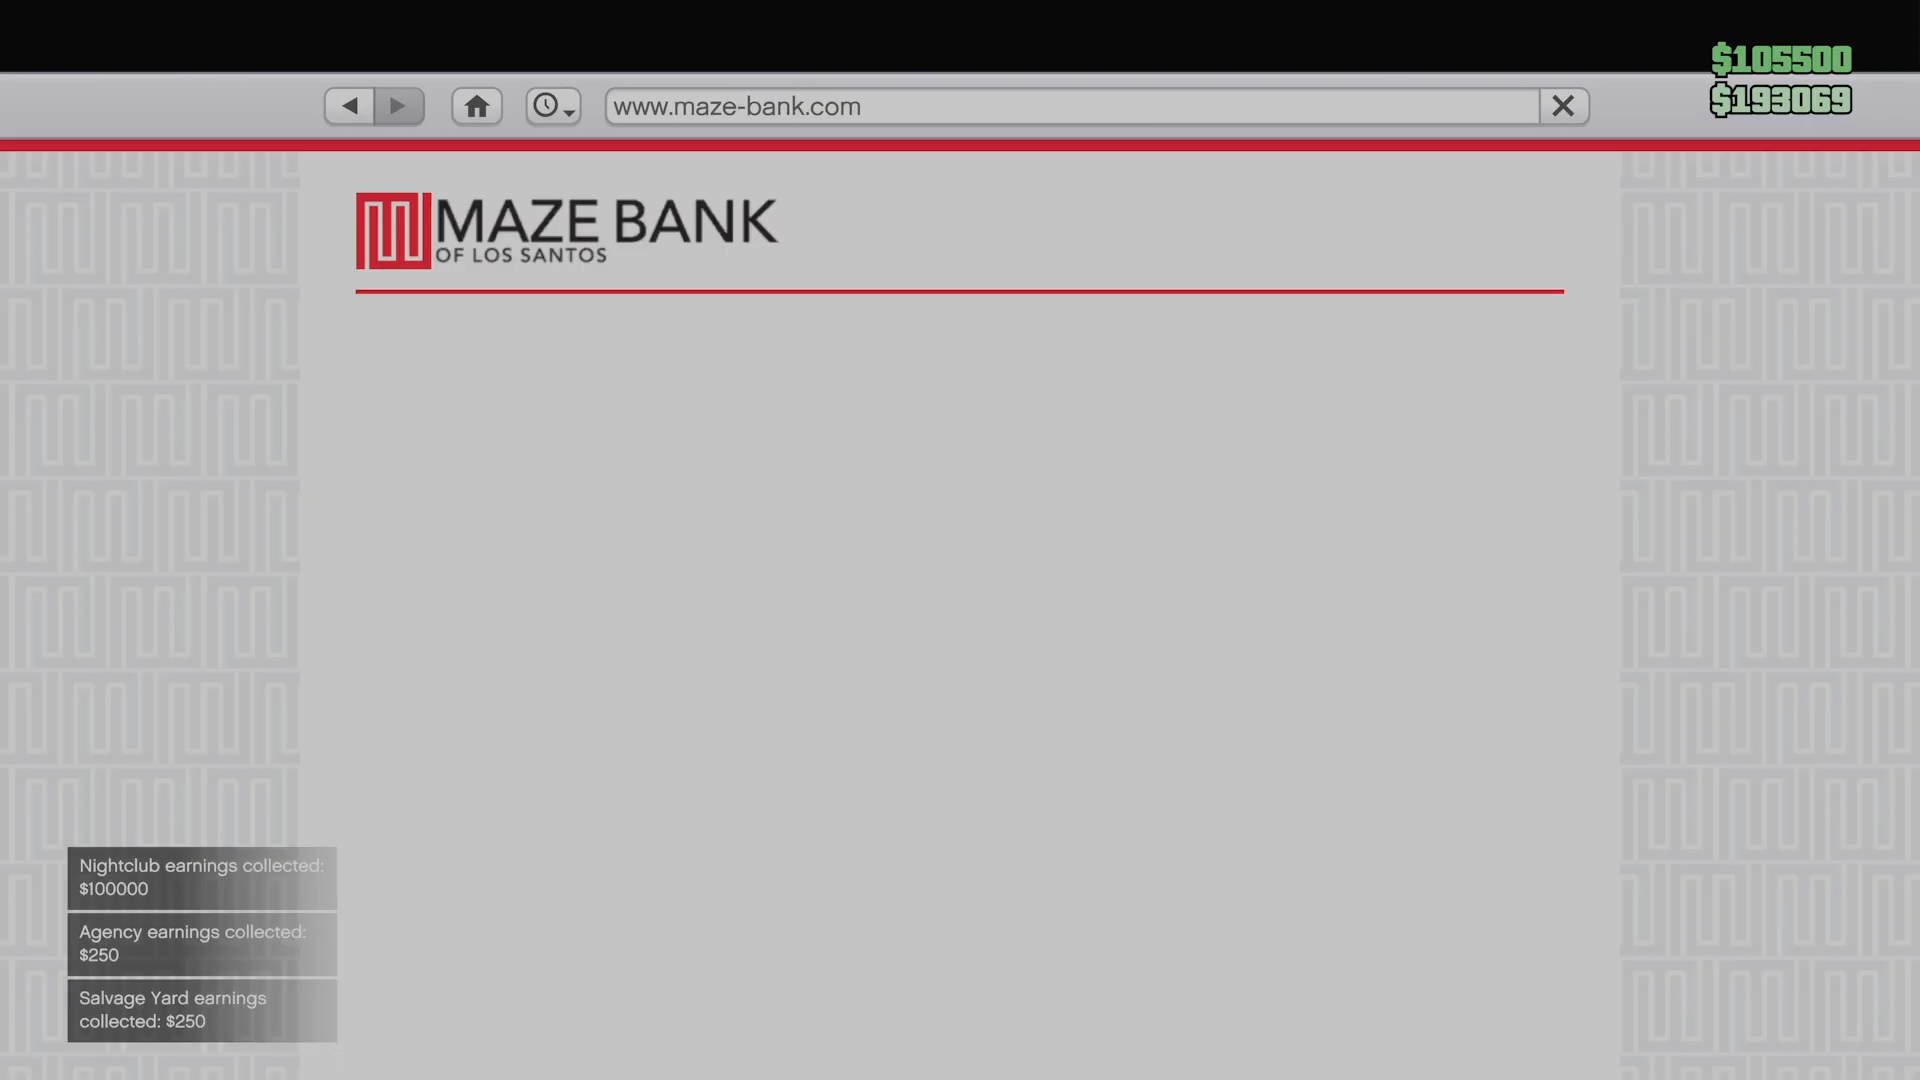 $105500
$193069
www.maze-bank.com
MAZE BANK
OF LOS SANTOS
Nightclub earnings collected:
$100000
Agency earnings collected:
$250
Salvage Yard earnings
collected: $250